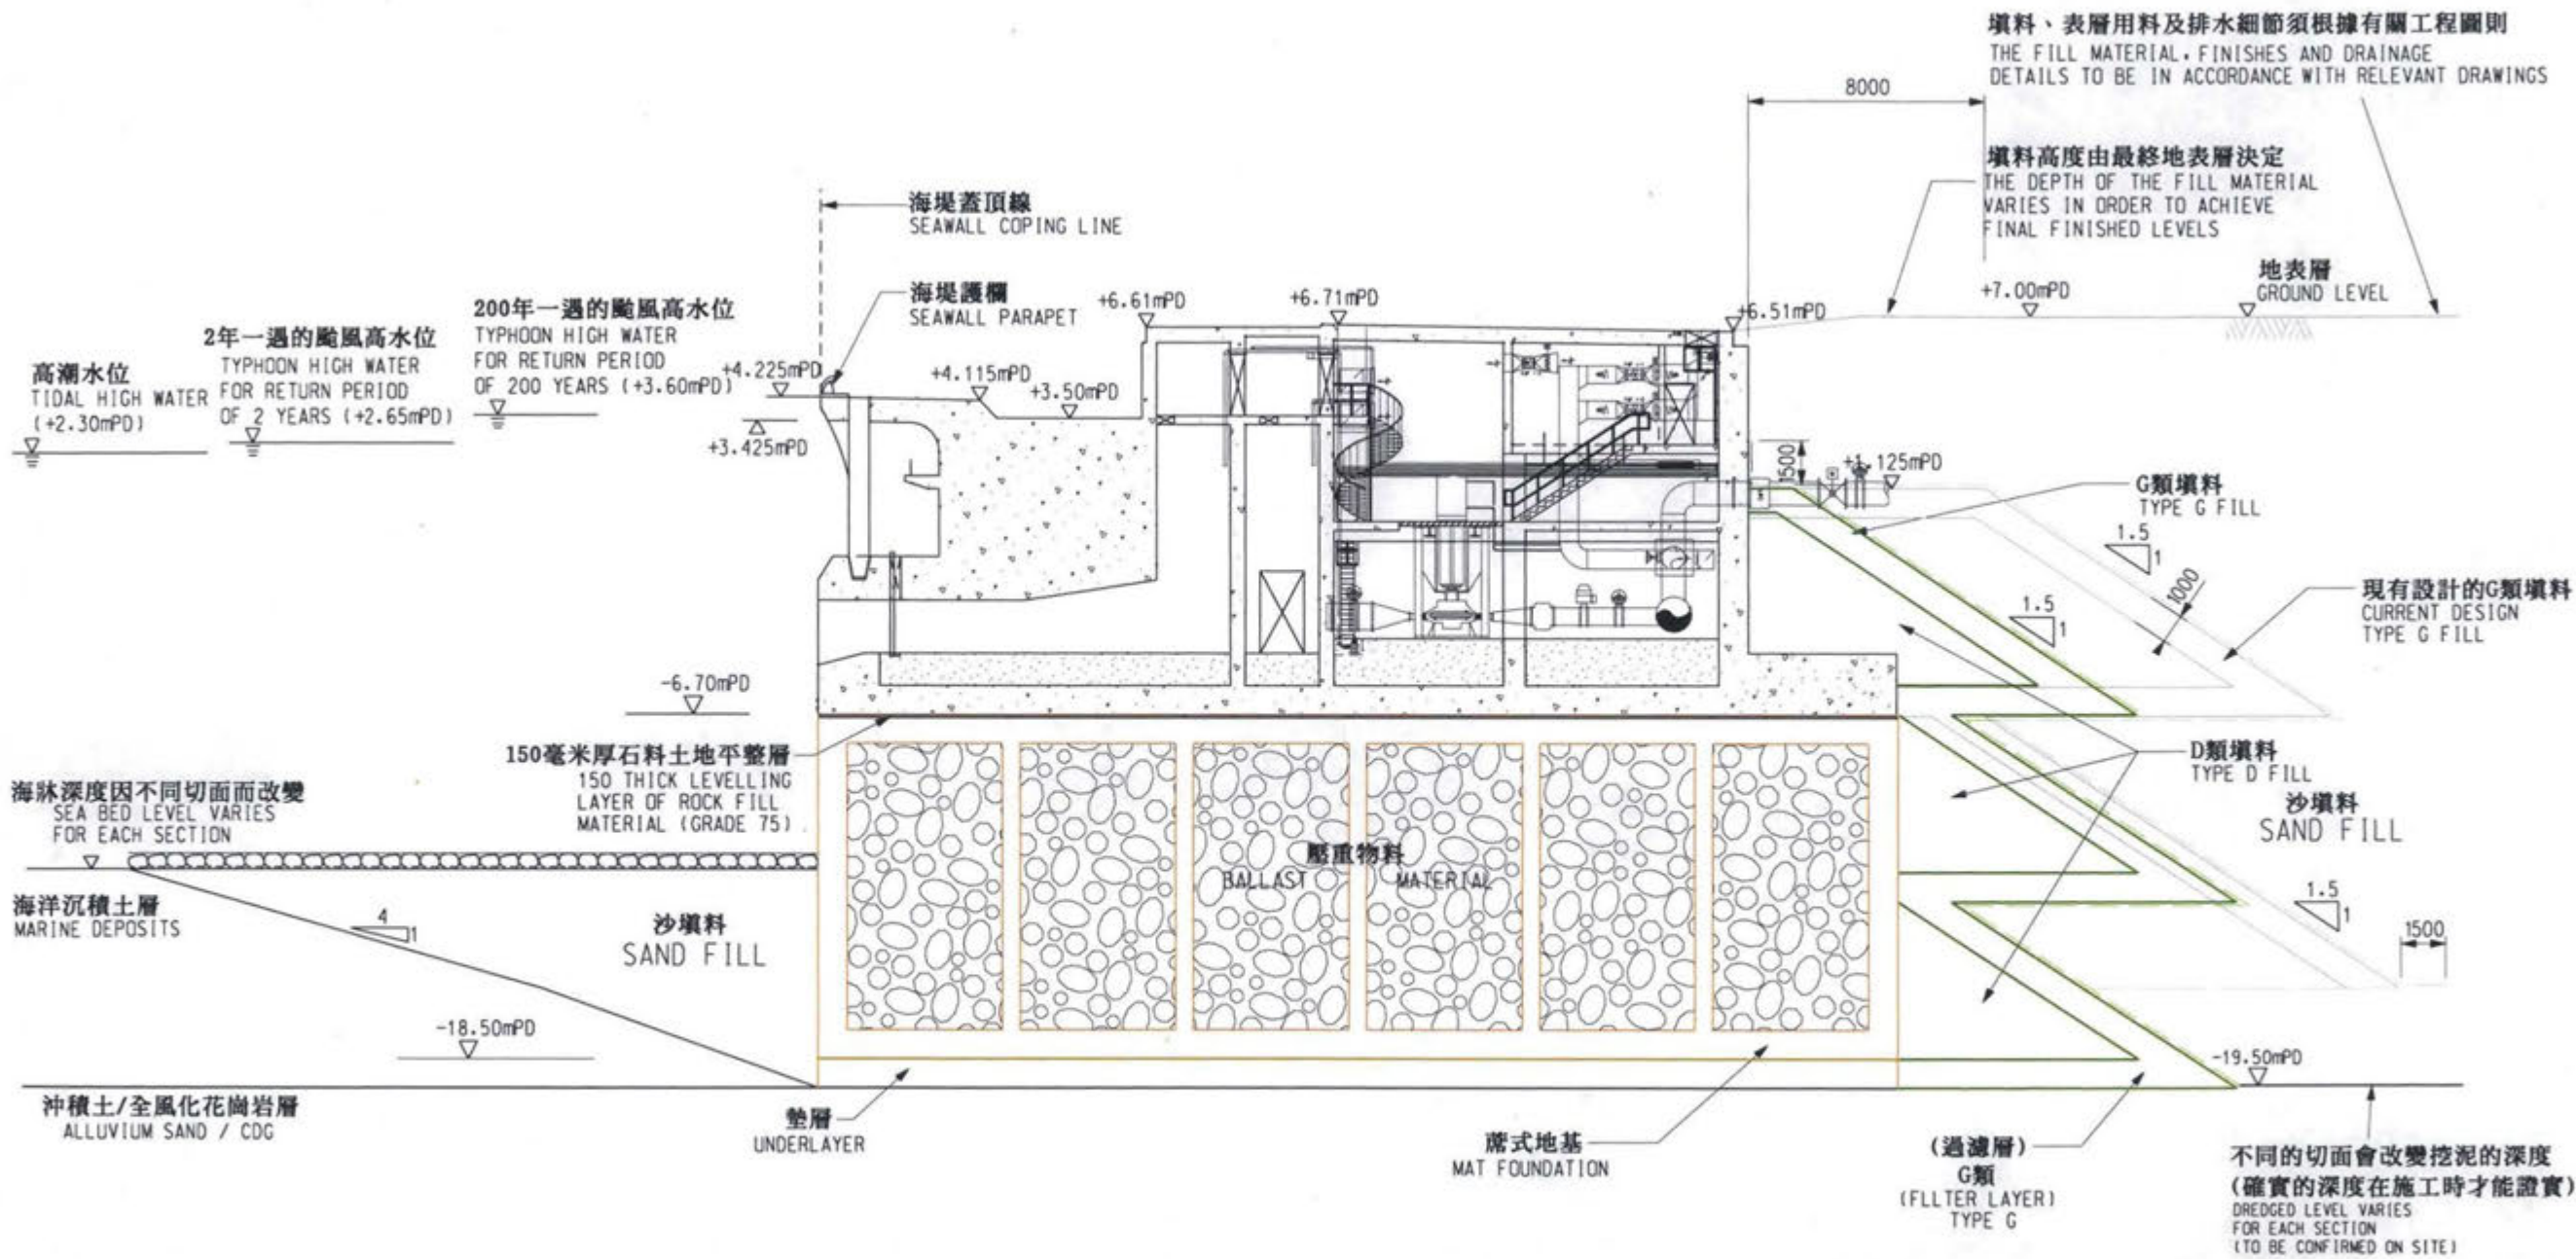 填料、表層用料及排水細節須根據有關工程圖則
THE FILL MATERIAL, FINISHES AND DRAINAGE
DETAILS TO BE IN ACCORDANCE WITH RELEVANT DRAWINGS
8000
填料高度由最終地表層決定
THE DEPTH OF THE FILL MATERIAL
VARIES IN ORDER TO ACHIEVE
FINAL FINISHED LEVELS
海堤蓋頂線
SEAWALL COPING LINE
地表層
GROUND LEVEL
+7.00mPD
海堤護欄
SEAWALL PARAPET
+6.61mPD
+6.71mPD
+6.51mPD
200年一遇的颱風高水位
TYPHOON HIGH WATER
FOR RETURN PERIOD
OF 200 YEARS (+3.60mPD)
2年一遇的颱風高水位
TYPHOON HIGH WATER
FOR RETURN PERIOD
OF 2 YEARS (+2.65mPD)
高潮水位
TIDAL HIGH WATER
(+2.30mPD)
+4.225mPD
+4.115mPD
+3.50mPD
+3.425mPD
1500
+1.125mPD
G類填料
TYPE G FILL
1.5
1
1000
現有設計的G類填料
CURRENT DESIGN
TYPE G FILL
1.5
1
-6.70mPD
150毫米厚石料土地平整層
150 THICK LEVELLING
LAYER OF ROCK FILL
MATERIAL (GRADE 75)
D類填料
TYPE D FILL
沙填料
SAND FILL
海牀深度因不同切面而改變
SEA BED LEVEL VARIES
FOR EACH SECTION
壓重物料
BALLAST MATERIAL
海洋沉積土層
MARINE DEPOSITS
4
1
沙填料
SAND FILL
1.5
1
1500
-18.50mPD
-19.50mPD
沖積土/全風化花崗岩層
ALLUVIUM SAND / CDG
墊層
UNDERLAYER
蓆式地基
MAT FOUNDATION
(過濾層)
G類
(FLLTER LAYER)
TYPE G
不同的切面會改變挖泥的深度
(確實的深度在施工時才能證實)
DREDGED LEVEL VARIES
FOR EACH SECTION
(TO BE CONFIRMED ON SITE)